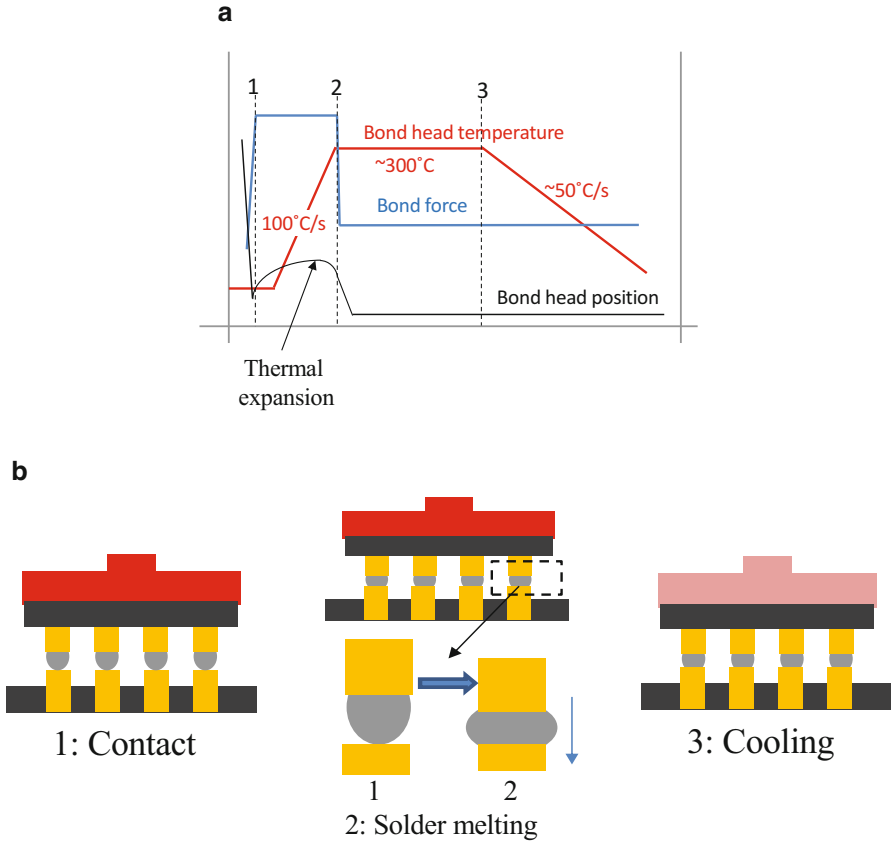 a
1
2
3
Bond head temperature
~300˚C
~50˚C/s
Bond force
100˚C/s
Bond head position
Thermal
expansion
b
1: Contact
1
2
2: Solder melting
3: Cooling